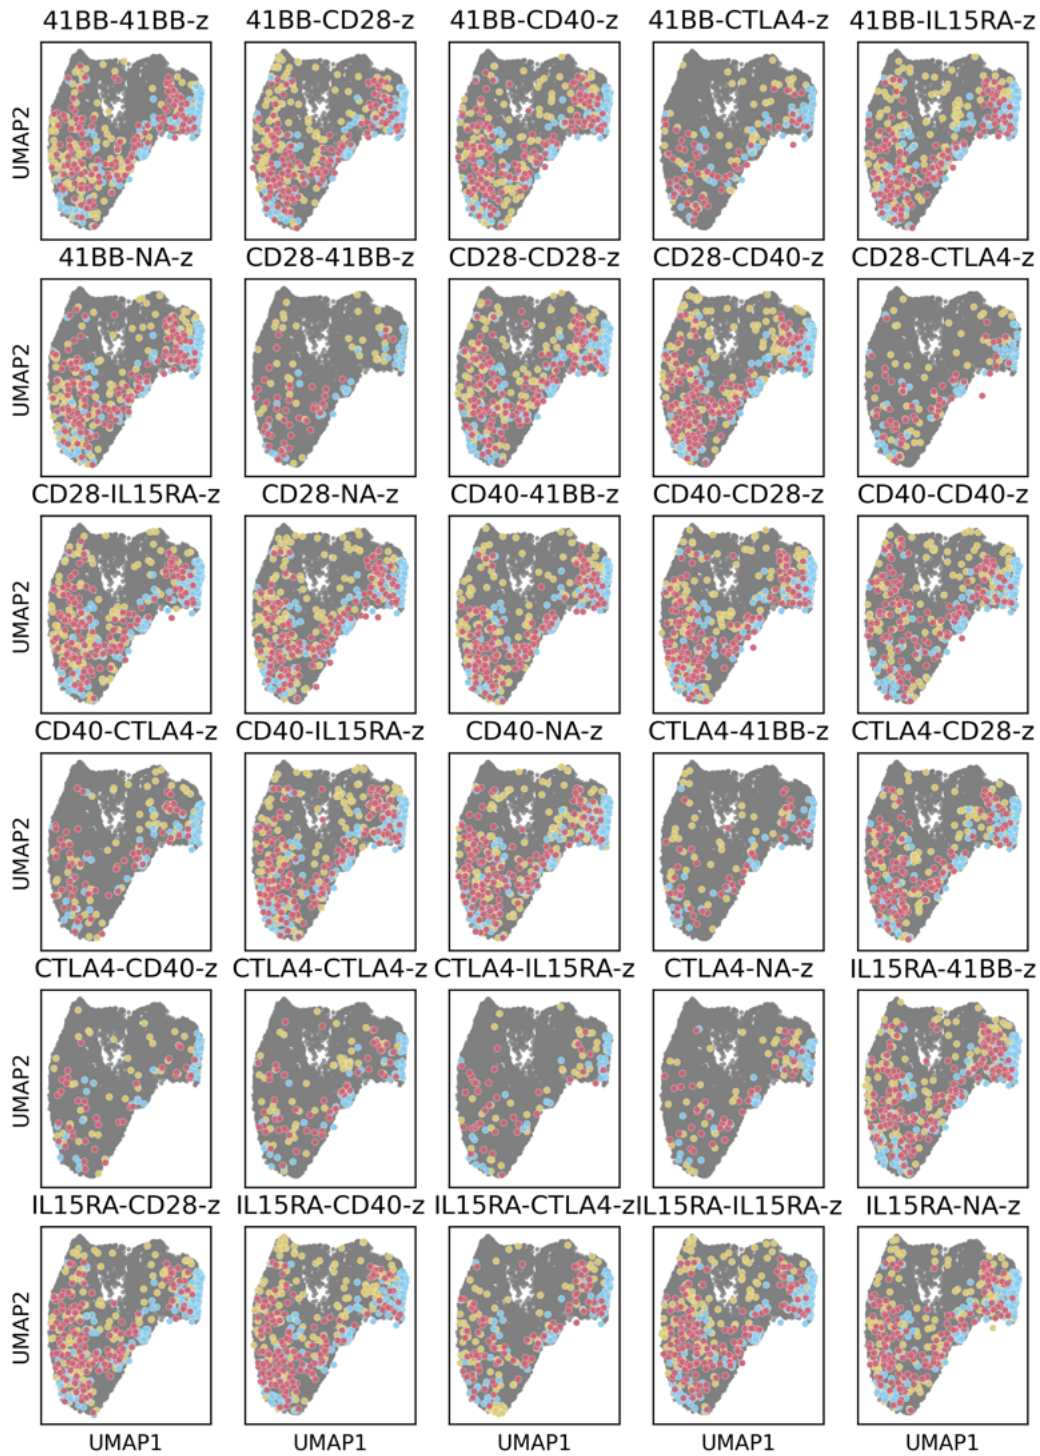 41BB-41BB-z 41BB-CD28-z 41BB-CD40-z 41BB-CTLA4-z 41BB-IL15RA-z
UMAP2
41BB-NA-z CD28-41BB-z CD28-CD28-z CD28-CD40-z CD28-CTLA4-z
UMAP2
CD28-IL15RA-z CD28-NA-z CD40-41BB-z CD40-CD28-z CD40-CD40-z
UMAP2
CD40-CTLA4-z CD40-IL15RA-z CD40-NA-z CTLA4-41BB-z CTLA4-CD28-z
UMAP2
CTLA4-CD40-z CTLA4-CTLA4-z CTLA4-IL15RA-z CTLA4-NA-z IL15RA-41BB-z
UMAP2
IL15RA-CD28-z IL15RA-CD40-z IL15RA-CTLA4-z IL15RA-IL15RA-z IL15RA-NA-z
UMAP2
UMAP1 UMAP1 UMAP1 UMAP1 UMAP1